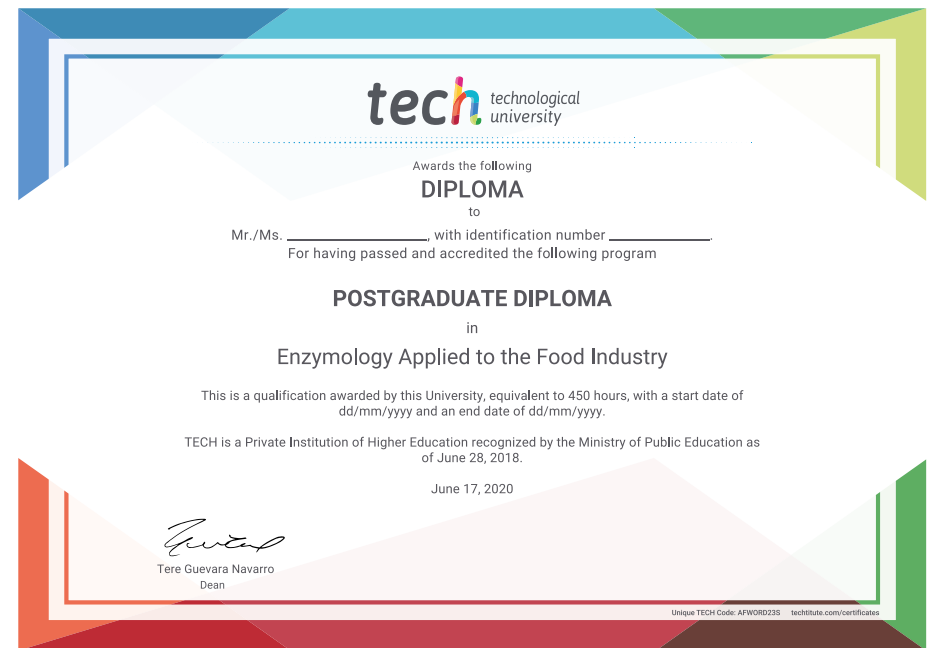 tech technological
university
Awards the following
DIPLOMA
to
Mr./Ms. ____________________, with identification number ______________.
For having passed and accredited the following program
POSTGRADUATE DIPLOMA
in
Enzymology Applied to the Food Industry
This is a qualification awarded by this University, equivalent to 450 hours, with a start date of
dd/mm/yyyy and an end date of dd/mm/yyyy.
TECH is a Private Institution of Higher Education recognized by the Ministry of Public Education as
of June 28, 2018.
June 17, 2020
Tere Guevara Navarro
Dean
Unique TECH Code: AFWORD23S techtitute.com/certificates